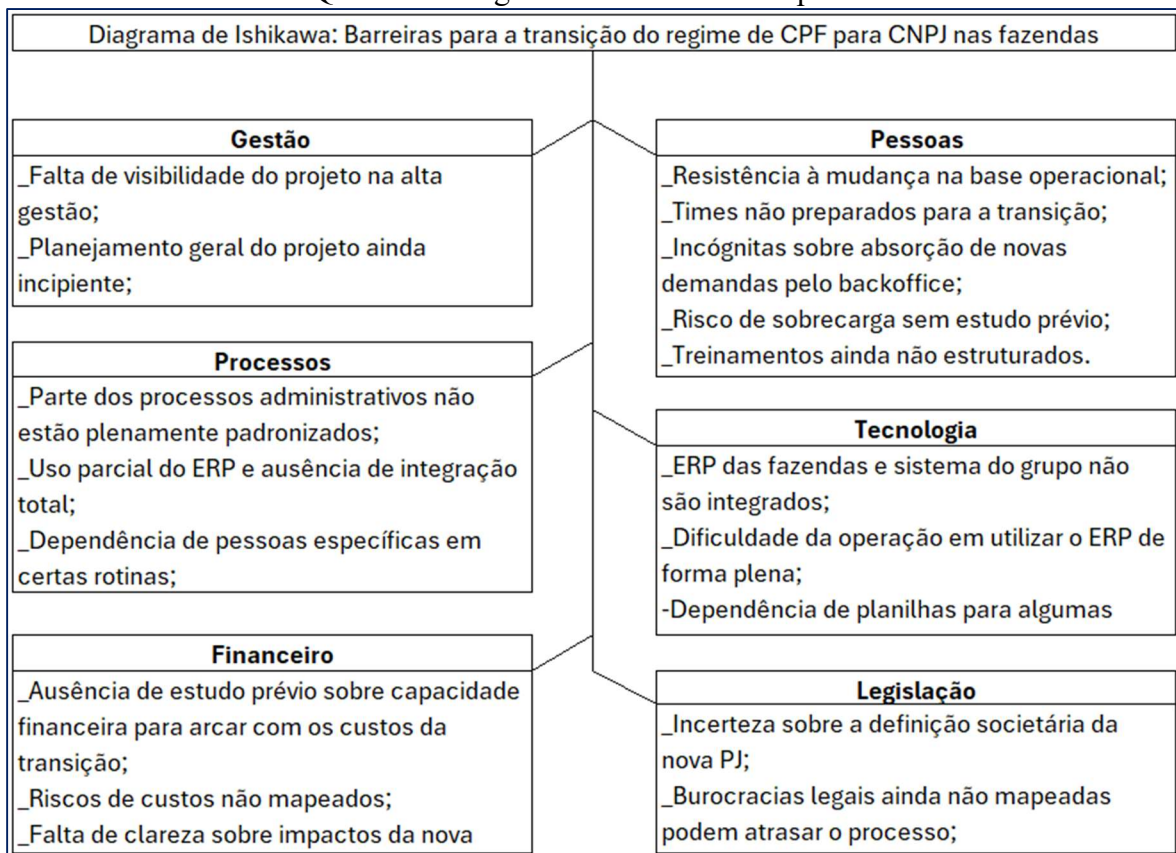 Diagrama de Ishikawa: Barreiras para a transição do regime de CPF para CNPJ nas fazendas
Gestão
_Falta de visibilidade do projeto na alta
gestão;
_Planejamento geral do projeto ainda
incipiente;
Pessoas
_Resistência à mudança na base operacional;
_Times não preparados para a transição;
_Incógnitas sobre absorção de novas
demandas pelo backoffice;
_Risco de sobrecarga sem estudo prévio;
_Treinamentos ainda não estruturados.
Processos
_Parte dos processos administrativos não
estão plenamente padronizados;
_Uso parcial do ERP e ausência de integração
total;
_Dependência de pessoas específicas em
certas rotinas;
Tecnologia
_ERP das fazendas e sistema do grupo não
são integrados;
_Dificuldade da operação em utilizar o ERP de
forma plena;
-Dependência de planilhas para algumas
Financeiro
_Ausência de estudo prévio sobre capacidade
financeira para arcar com os custos da
transição;
_Riscos de custos não mapeados;
_Falta de clareza sobre impactos da nova
Legislação
_Incerteza sobre a definição societária da
nova PJ;
_Burocracias legais ainda não mapeadas
podem atrasar o processo;